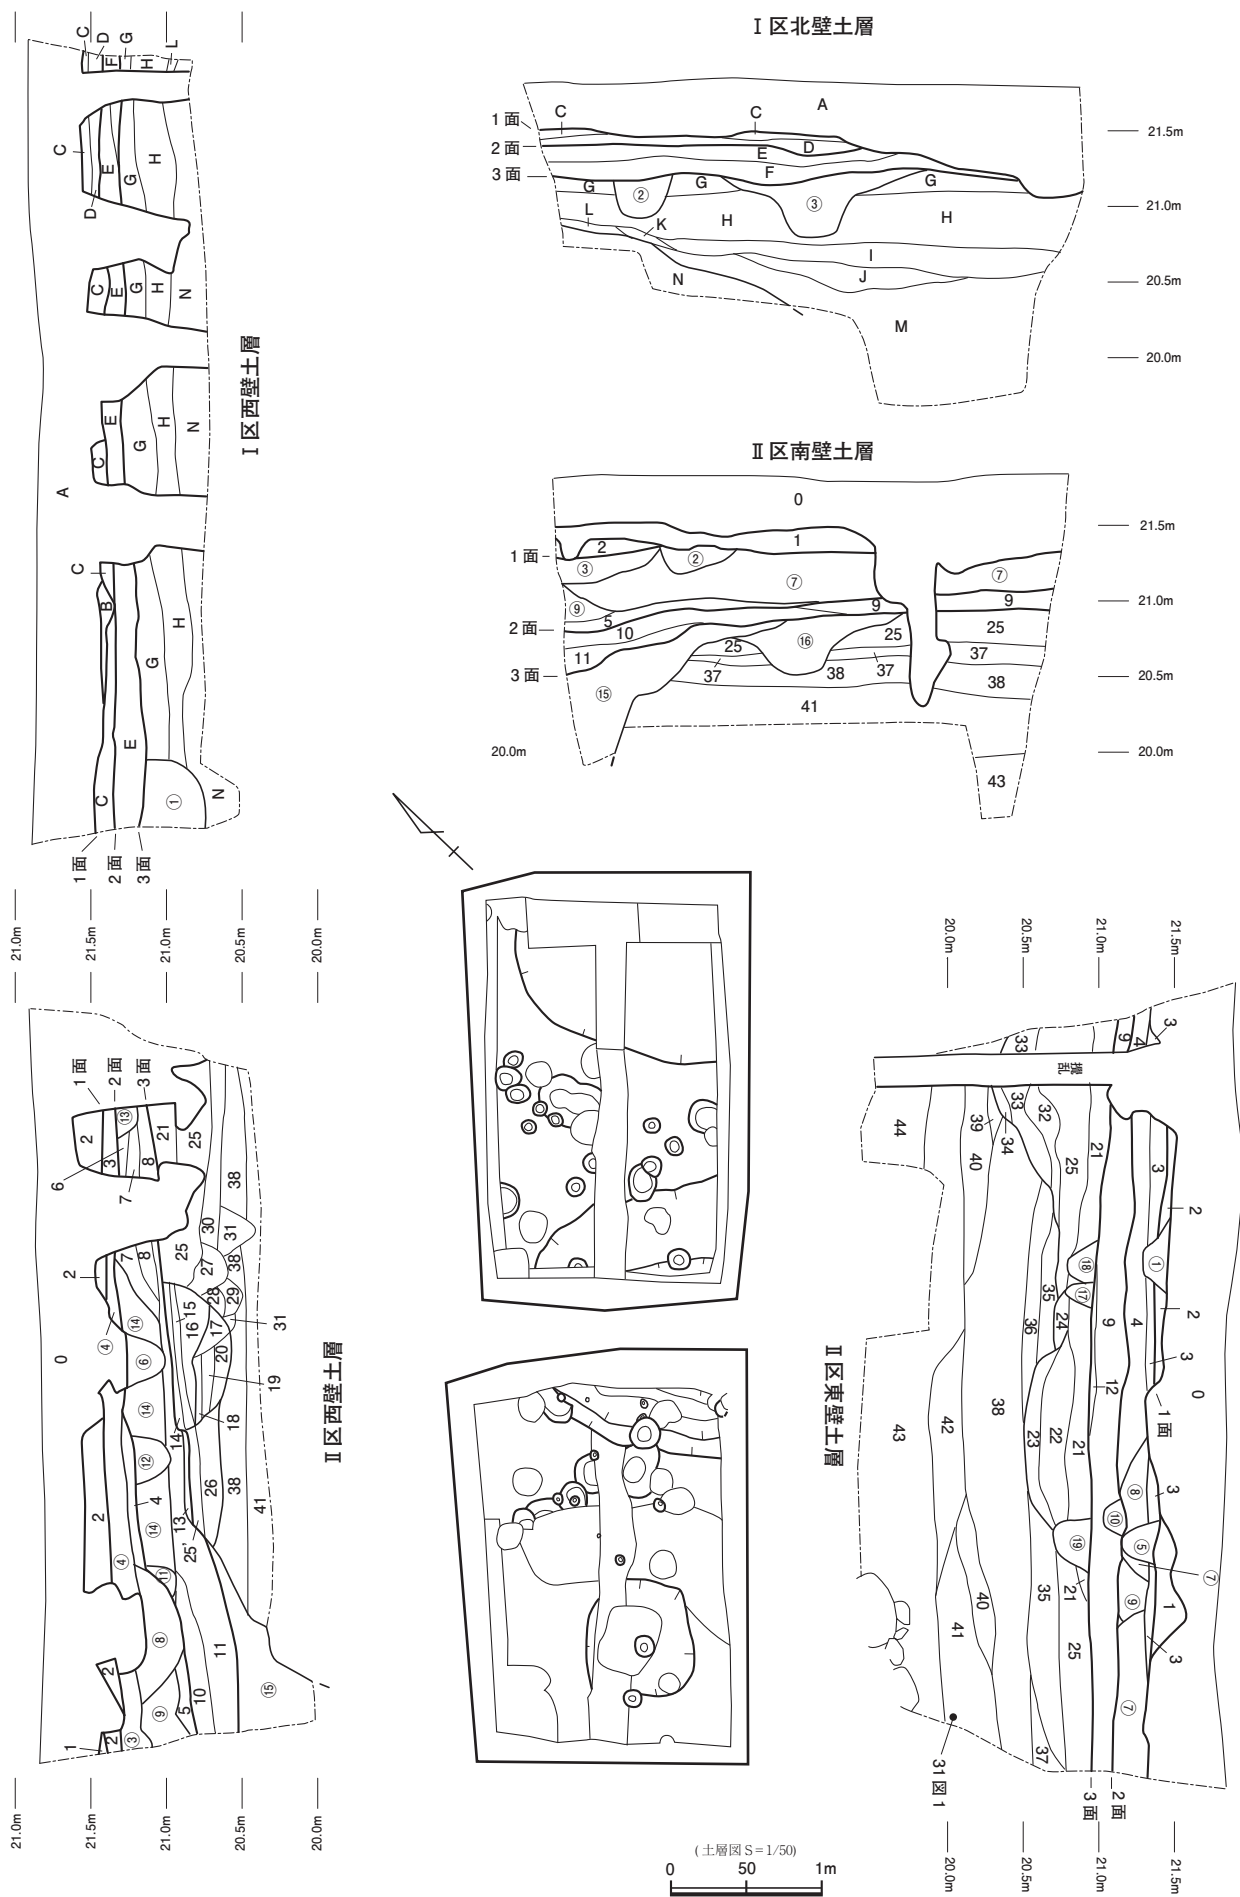 Ⅰ区北壁土層
A
C
C
D
E
F
G
G
G
②
③
L
K
H
H
I
J
N
M
1面
2面
3面
21.5m
21.0m
20.5m
20.0m
Ⅱ区南壁土層
0
1
2
③
②
⑦
⑦
⑨
5
9
9
10
11
⑯
25
25
25
37
37
37
38
38
⑮
41
43
1面
2面
3面
20.0m
21.5m
21.0m
20.5m
20.0m
Ⅰ区西壁土層
C
D
F
G
H
L
C
D
E
G
H
C
E
G
H
N
A
C
E
G
H
N
C
B
G
H
E
C
①
N
1面
2面
3面
21.0m
21.5m
21.0m
20.5m
20.0m
Ⅱ区西壁土層
1面
2面
3面
2
3
⑬
6
7
8
21
25
38
2
7
8
25
30
31
27
38
28
29
31
④
⑭
⑥
15
16
17
20
19
18
0
⑭
14
⑫
4
2
⑭
13
25’
26
38
41
④
⑪
⑧
11
2
⑨
5
10
⑮
1
2
③
21.0m
21.5m
21.0m
20.5m
20.0m
Ⅱ区東壁土層
20.0m
20.5m
21.0m
21.5m
33
9
4
3
攪乱
44
39
40
34
33
32
25
21
3
2
⑱
⑰
①
35
36
24
9
4
2
3
12
0
1面
43
42
38
23
22
21
⑧
3
⑩
⑤
⑦
⑲
21
⑨
1
3
41
40
35
25
⑦
37
31図1
3面
2面
20.0m
20.5m
21.0m
21.5m
(土層図 S=1/50)
0 50 1m